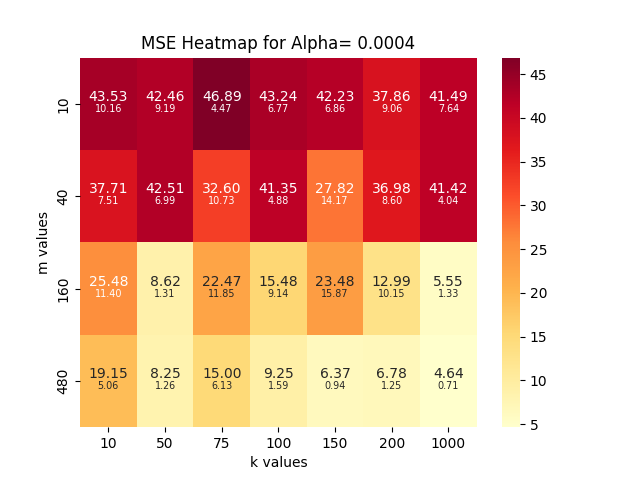 MSE Heatmap for Alpha= 0.0004
m values
10
43.53 42.46 46.89 43.24 42.23 37.86 41.49
10.16 9.19 4.47 6.77 6.86 9.06 7.64
40
37.71 42.51 32.60 41.35 27.82 36.98 41.42
7.51 6.99 10.73 4.88 14.17 8.60 4.04
160
25.48 8.62 22.47 15.48 23.48 12.99 5.55
11.40 1.31 11.85 9.14 15.87 10.15 1.33
480
19.15 8.25 15.00 9.25 6.37 6.78 4.64
5.06 1.26 6.13 1.59 0.94 1.25 0.71
10 50 75 100 150 200 1000
k values
45
40
35
30
25
20
15
10
5